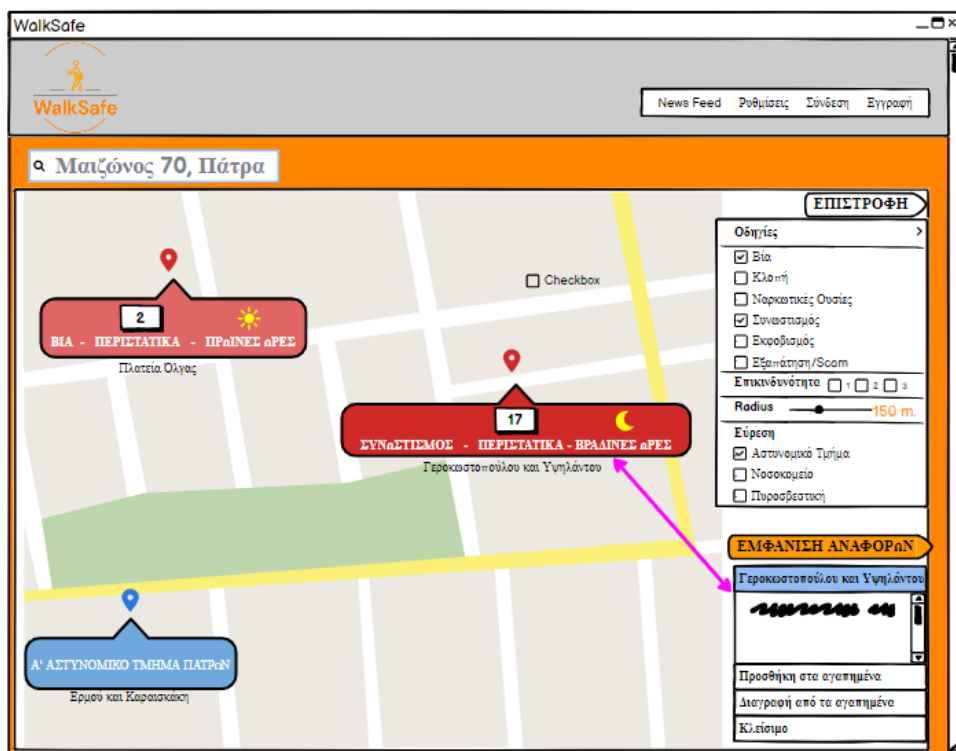 WalkSafe
WalkSafe
News Feed Ρυθμίσεις Σύνδεση Εγγραφή
Μαιζώνος 70, Πάτρα
ΕΠΙΣΤΡΟΦΗ
Οδηγίες >
Βία
Κλοπή
Ναρκωτικές Ουσίες
Συνωστισμός
Εκφοβισμός
Εξαπάτηση/Scam
Επικινδυνότητα 1 2 3
Radius 150 m.
Εύρεση
Αστυνομικό Τμήμα
Νοσοκομείο
Πυροσβεστική
Checkbox
2
ΒΙΑ - ΠΕΡΙΣΤΑΤΙΚΑ - ΠΡΩΙΝΕΣ ΩΡΕΣ
Πλατεία Όλγας
17
ΣΥΝΩΣΤΙΣΜΟΣ - ΠΕΡΙΣΤΑΤΙΚΑ - ΒΡΑΔΙΝΕΣ ΩΡΕΣ
Γεροκωστοπούλου και Υψηλάντου
Α' ΑΣΤΥΝΟΜΙΚΟ ΤΜΗΜΑ ΠΑΤΡΩΝ
Ερμού και Καραισκάκη
ΕΜΦΑΝΙΣΗ ΑΝΑΦΟΡΩΝ
Γεροκωστοπούλου και Υψηλάντου
Προσθήκη στα αγαπημένα
Διαγραφή από τα αγαπημένα
Κλείσιμο